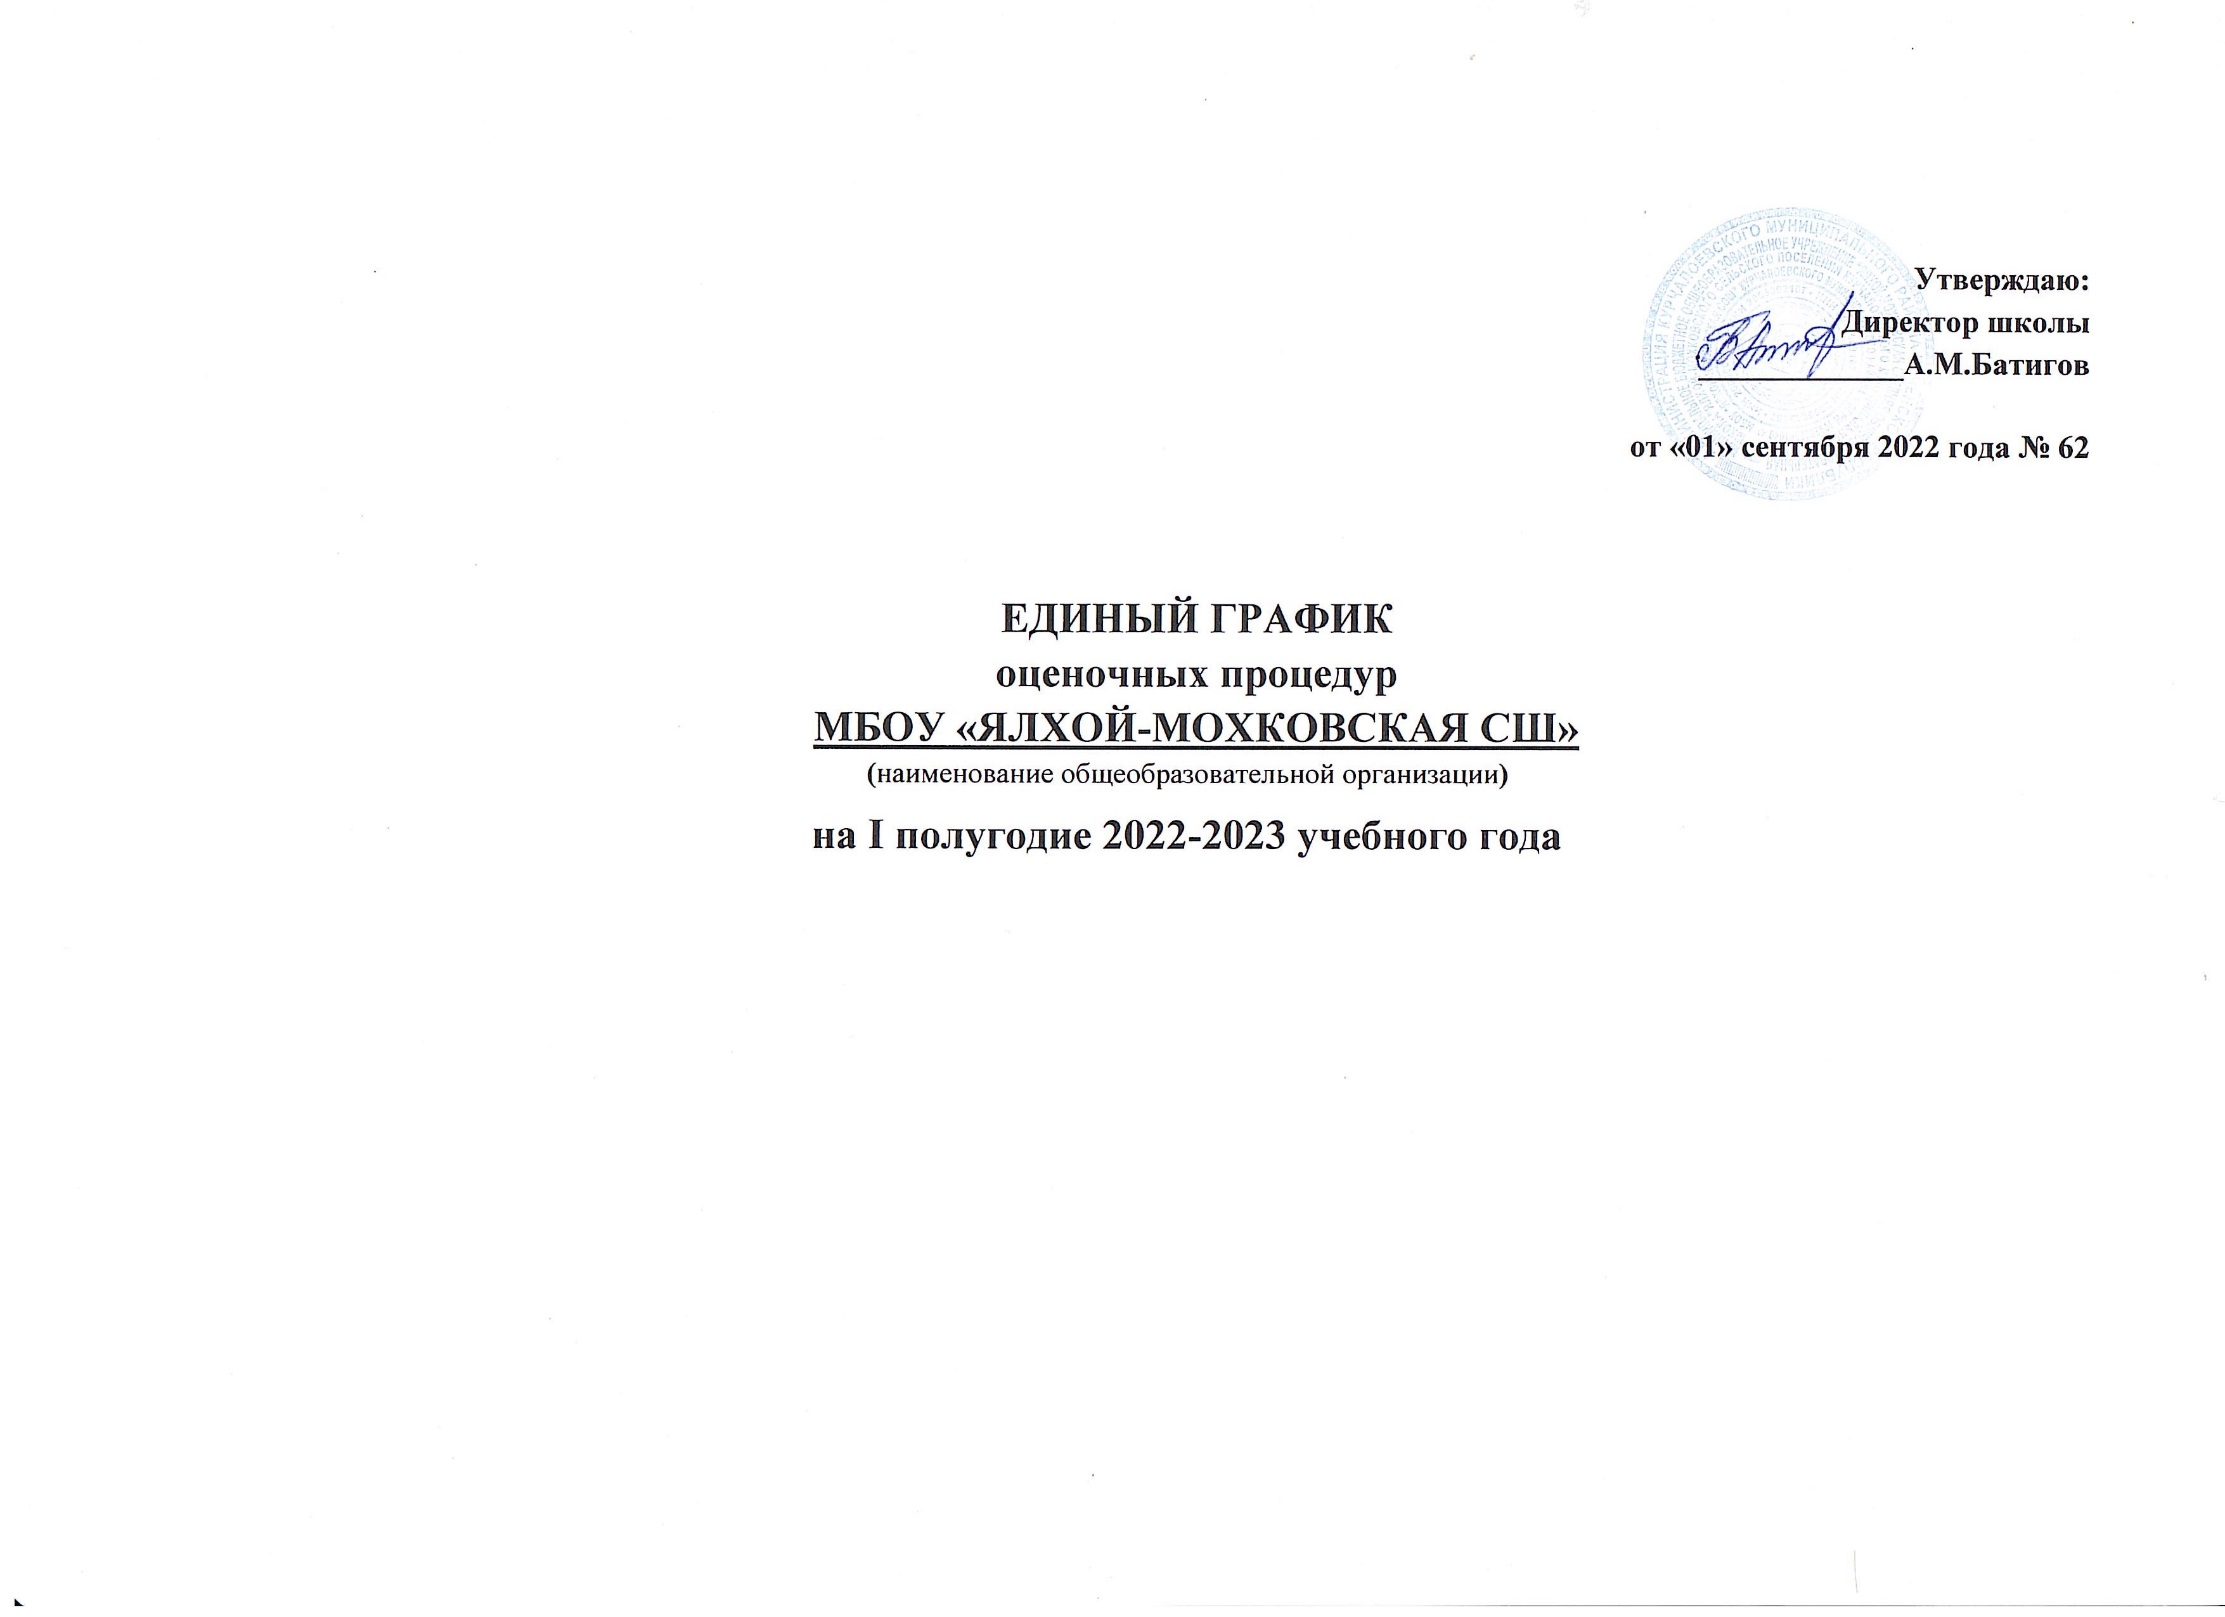 Утверждаю:
Директор школы
А.М.Батигов
от «01» сентября 2022 года № 62
ЕДИНЫЙ ГРАФИК
оценочных процедур
МБОУ «ЯЛХОЙ-МОХКОВСКАЯ СШ»
(наименование общеобразовательной организации)
на I полугодие 2022-2023 учебного года